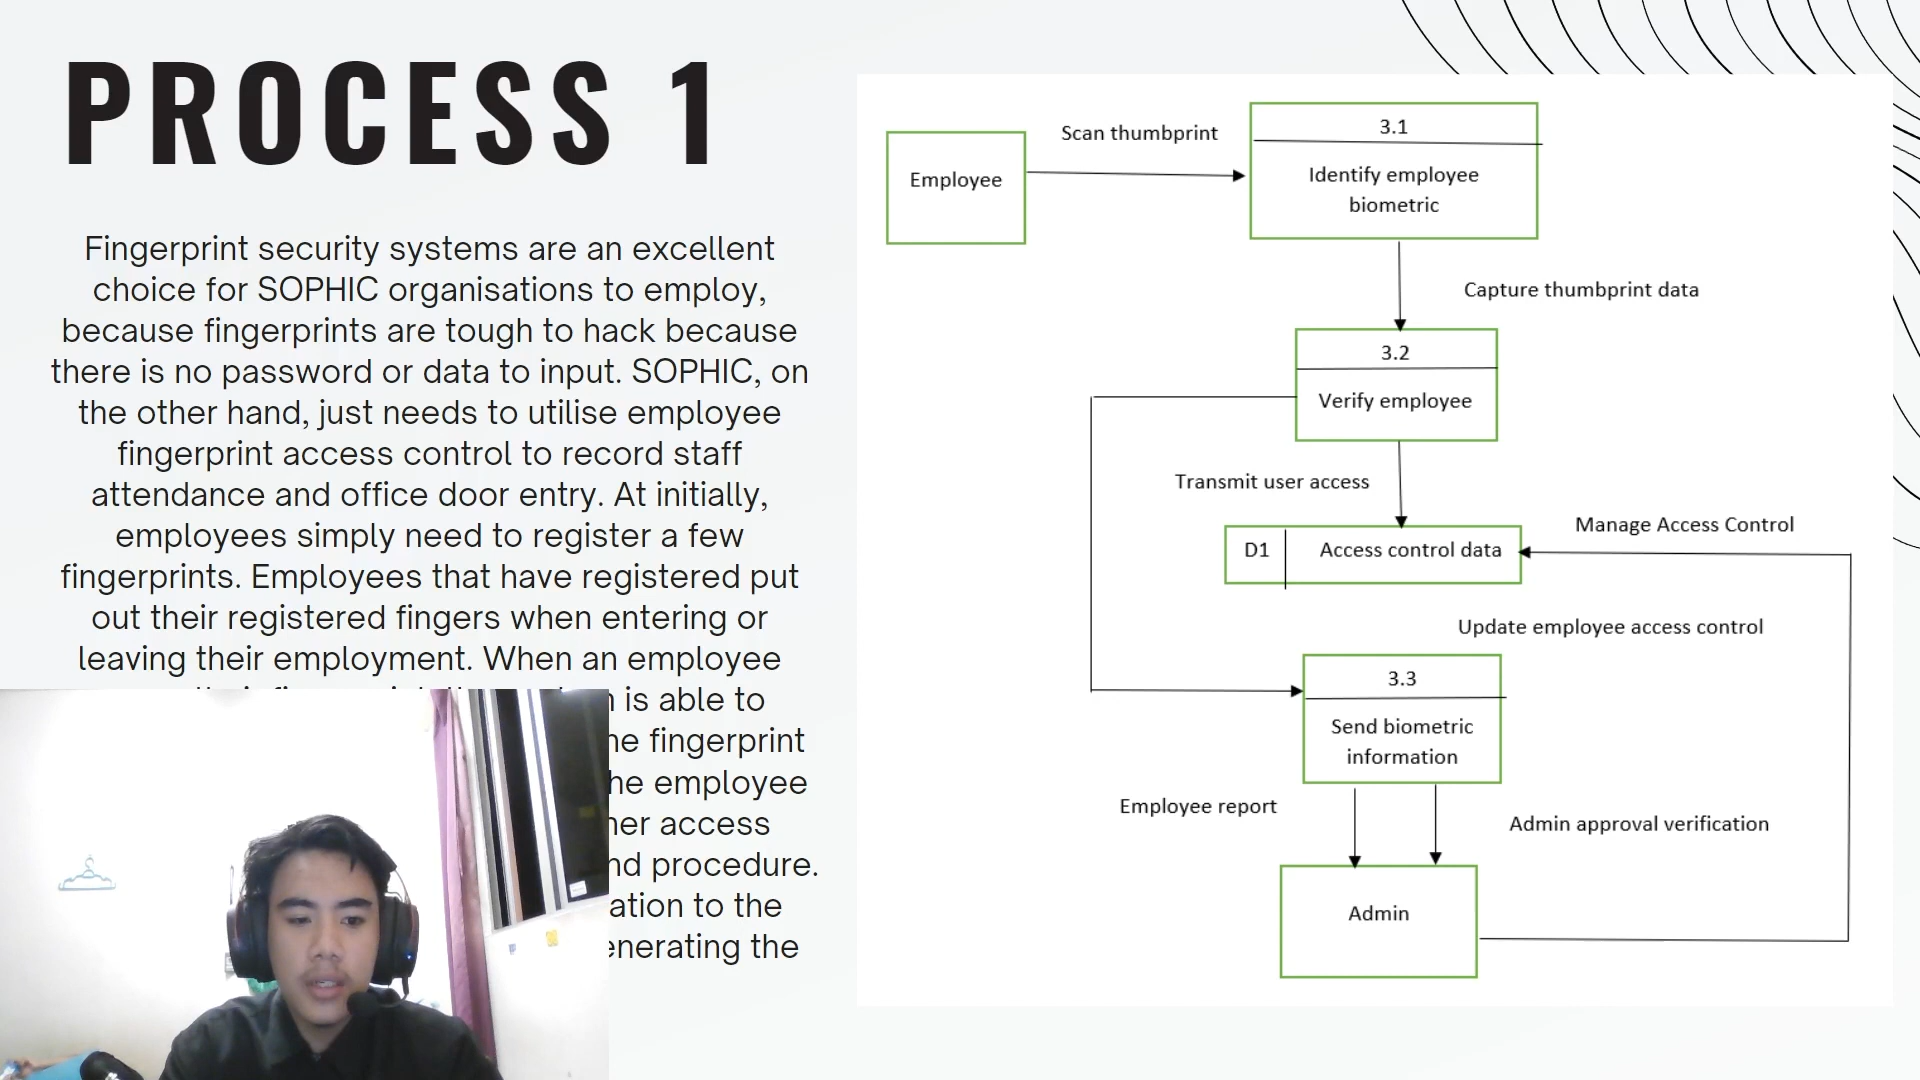 PROCESS 1
Fingerprint security systems are an excellent
choice for SOPHIC organisations to employ,
because fingerprints are tough to hack because
there is no password or data to input. SOPHIC, on
the other hand, just needs to utilise employee
fingerprint access control to record staff
attendance and office door entry. At initially,
employees simply need to register a few
fingerprints. Employees that have registered put
out their registered fingers when entering or
leaving their employment. When an employee
is able to
fingerprint
employee
access
procedure.
to the
the
Employee
Scan thumbprint
3.1
Identify employee
biometric
Capture thumbprint data
3.2
Verify employee
Transmit user access
Manage Access Control
D1 Access control data
Update employee access control
3.3
Send biometric
information
Employee report
Admin approval verification
Admin